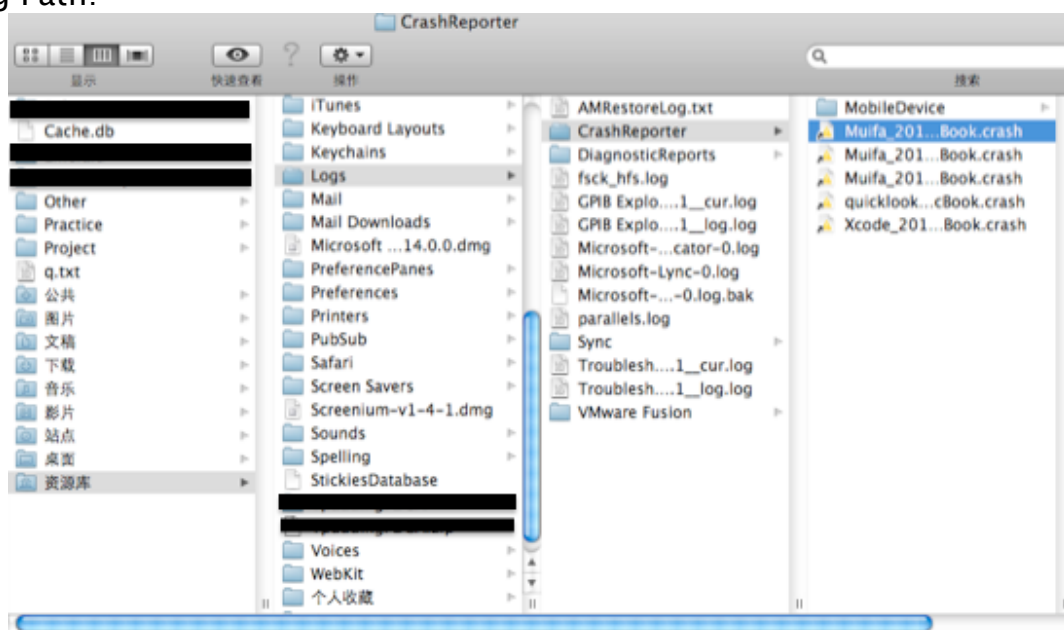 g Path:
CrashReporter
显示
快速查看
操作
搜索
Cache.db
Other
Practice
Project
q.txt
公共
图片
文稿
下载
音乐
影片
站点
桌面
资源库
iTunes
Keyboard Layouts
Keychains
Logs
Mail
Mail Downloads
Microsoft ...14.0.0.dmg
PreferencePanes
Preferences
Printers
PubSub
Safari
Screen Savers
Screenium-v1-4-1.dmg
Sounds
Spelling
StickiesDatabase
Voices
WebKit
个人收藏
AMRestoreLog.txt
CrashReporter
DiagnosticReports
fsck_hfs.log
GPIB Explo....1__cur.log
GPIB Explo....1__log.log
Microsoft-...cator-0.log
Microsoft-Lync-0.log
Microsoft-...-0.log.bak
parallels.log
Sync
Troublesh....1__cur.log
Troublesh....1__log.log
VMware Fusion
MobileDevice
Muifa_201...Book.crash
Muifa_201...Book.crash
Muifa_201...Book.crash
quicklook...cBook.crash
Xcode_201...Book.crash